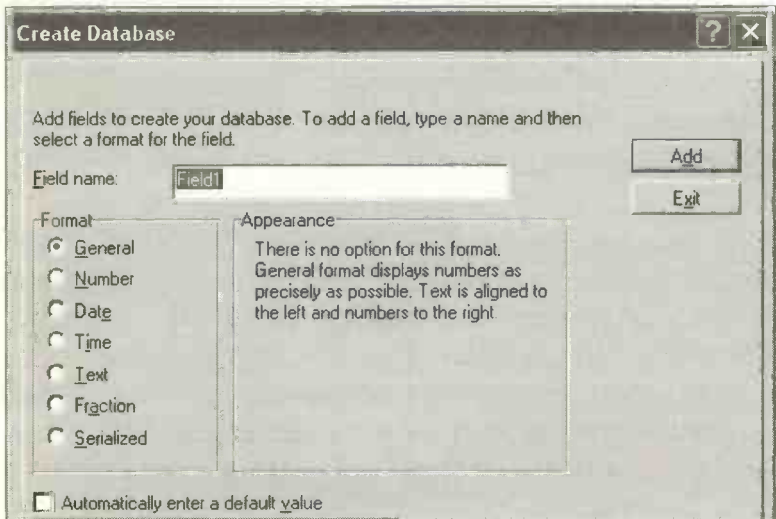 Create Database
Add fields to create your database. To add a field, type a name and then
select a format for the field.
Field name:
Field1
Add
Exit
Format
General
Number
Date
Time
Text
Fraction
Serialized
Appearance
There is no option for this format.
General format displays numbers as
precisely as possible. Text is aligned to
the left and numbers to the right.
Automatically enter a default value